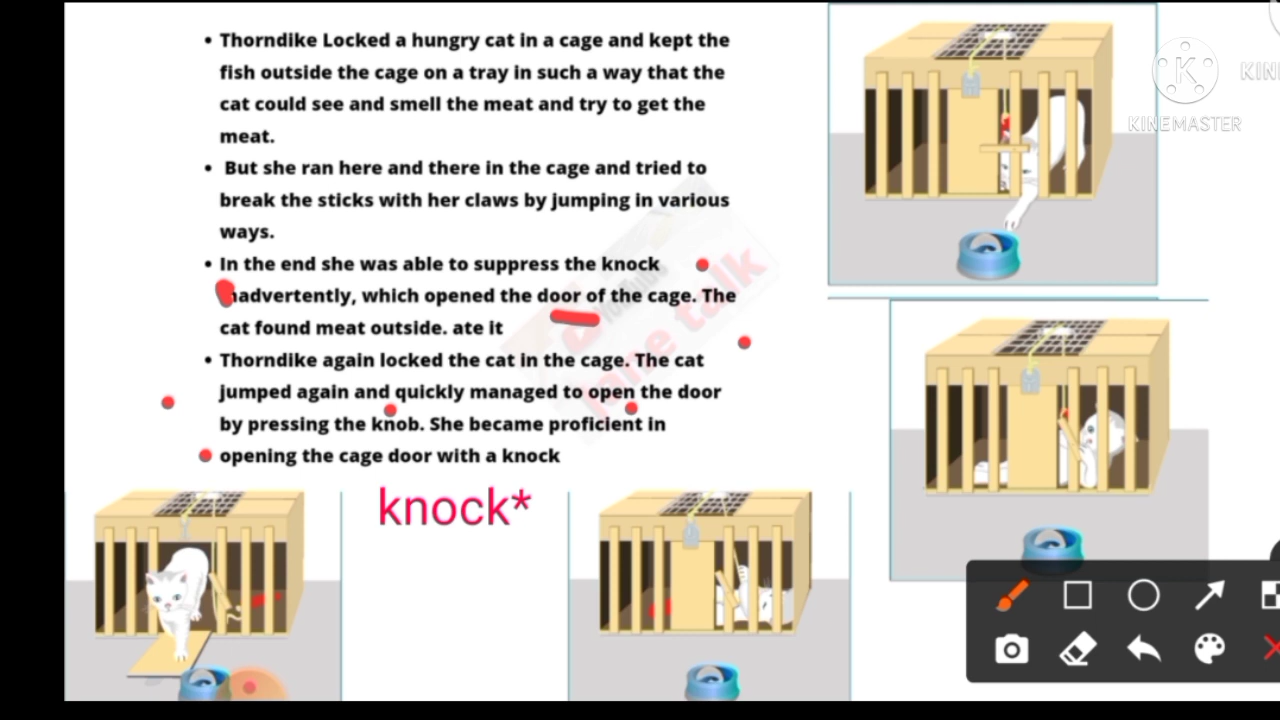 • Thorndike Locked a hungry cat in a cage and kept the
fish outside the cage on a tray in such a way that the
cat could see and smell the meat and try to get the
meat.
• But she ran here and there in the cage and tried to
break the sticks with her claws by jumping in various
ways.
• In the end she was able to suppress the knock
nadvertently, which opened the door of the cage. The
cat found meat outside. ate it
• Thorndike again locked the cat in the cage. The cat
jumped again and quickly managed to open the door
by pressing the knob. She became proficient in
opening the cage door with a knock
knock*
K
KIN
KINEMASTER
YouTube
talk